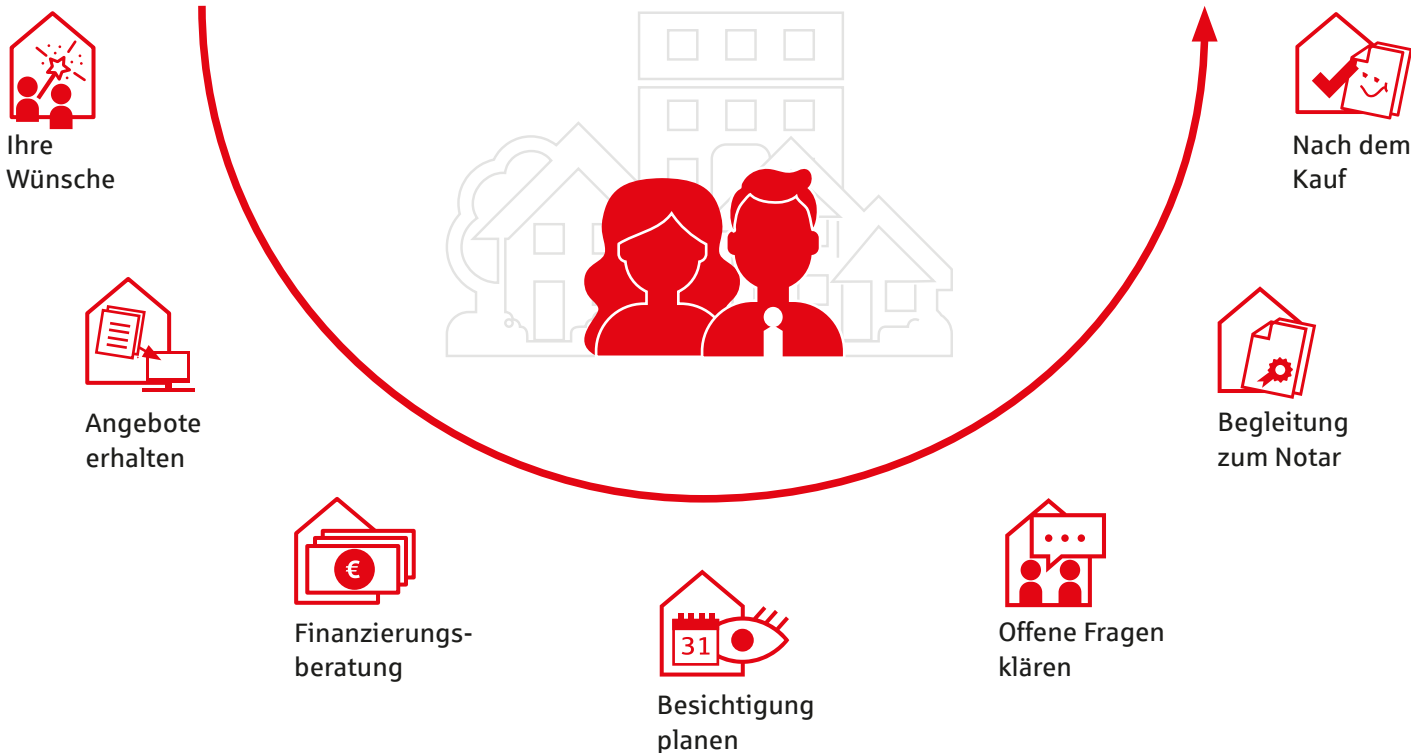 Ihre
Wünsche
Angebote
erhalten
€
Finanzierungs-
beratung
31
Besichtigung
planen
Offene Fragen
klären
Begleitung
zum Notar
Nach dem
Kauf